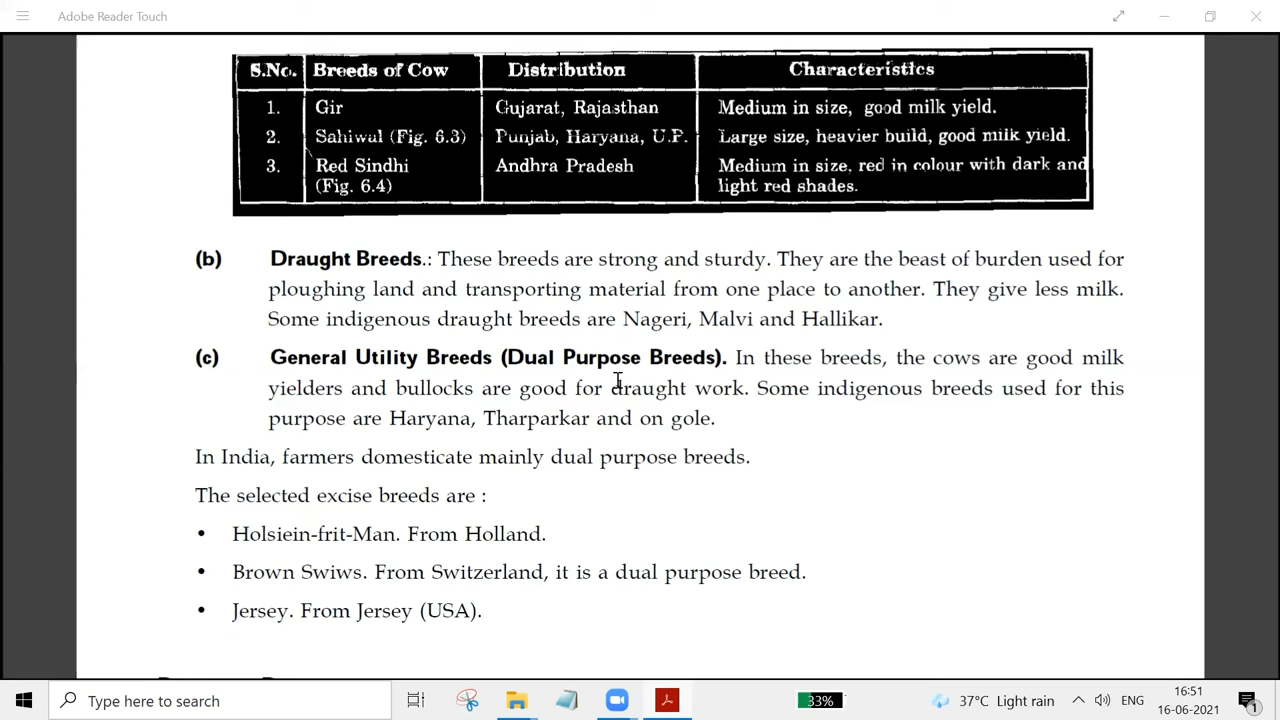 Adobe Reader Touch
S.No. Breeds of Cow Distribution Characteristics
1. Gir Gujarat, Rajasthan Medium in size, good milk yield.
2. Sahiwal (Fig. 6.3) Punjab, Haryana, U.P. Large size, heavier build, good milk yield.
3. Red Sindhi Andhra Pradesh Medium in size, red in colour with dark and
(Fig. 6.4) light red shades.
(b) Draught Breeds.: These breeds are strong and sturdy. They are the beast of burden used for
ploughing land and transporting material from one place to another. They give less milk.
Some indigenous draught breeds are Nageri, Malvi and Hallikar.
(c) General Utility Breeds (Dual Purpose Breeds). In these breeds, the cows are good milk
yielders and bullocks are good for draught work. Some indigenous breeds used for this
purpose are Haryana, Tharparkar and on gole.
In India, farmers domesticate mainly dual purpose breeds.
The selected excise breeds are :
• Holsiein-frit-Man. From Holland.
• Brown Swiws. From Switzerland, it is a dual purpose breed.
• Jersey. From Jersey (USA).
Type here to search 33% 37°C Light rain ENG 16:51
16-06-2021 1